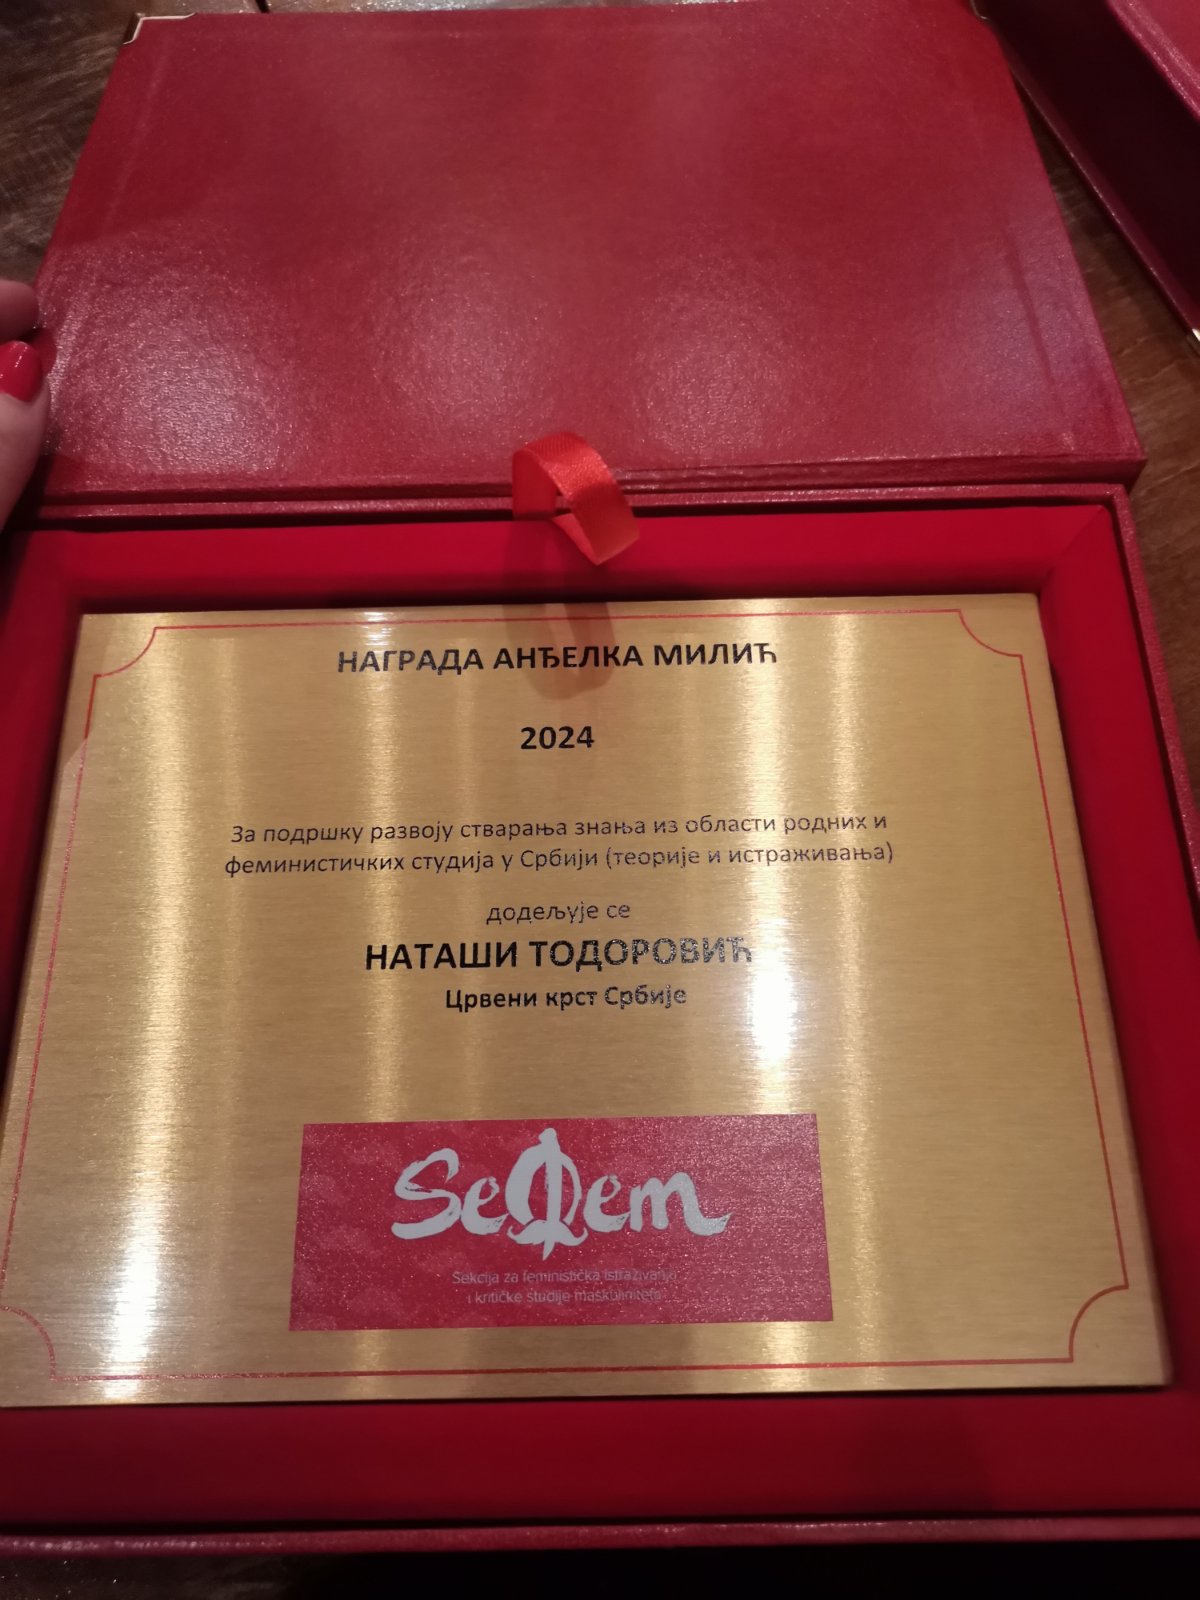 НАГРАДА АНЂЕЛКА МИЛИЋ
2024
За подршку развоју стварања знања из области родних и
феминистичких студија у Србији (теорије и истраживања)
додељује се
НАТАШИ ТОДОРОВИЋ
Црвени крст Србије
SeФem
Sekcija za feministička istraživanja
i kritičke studije maskuliniteta